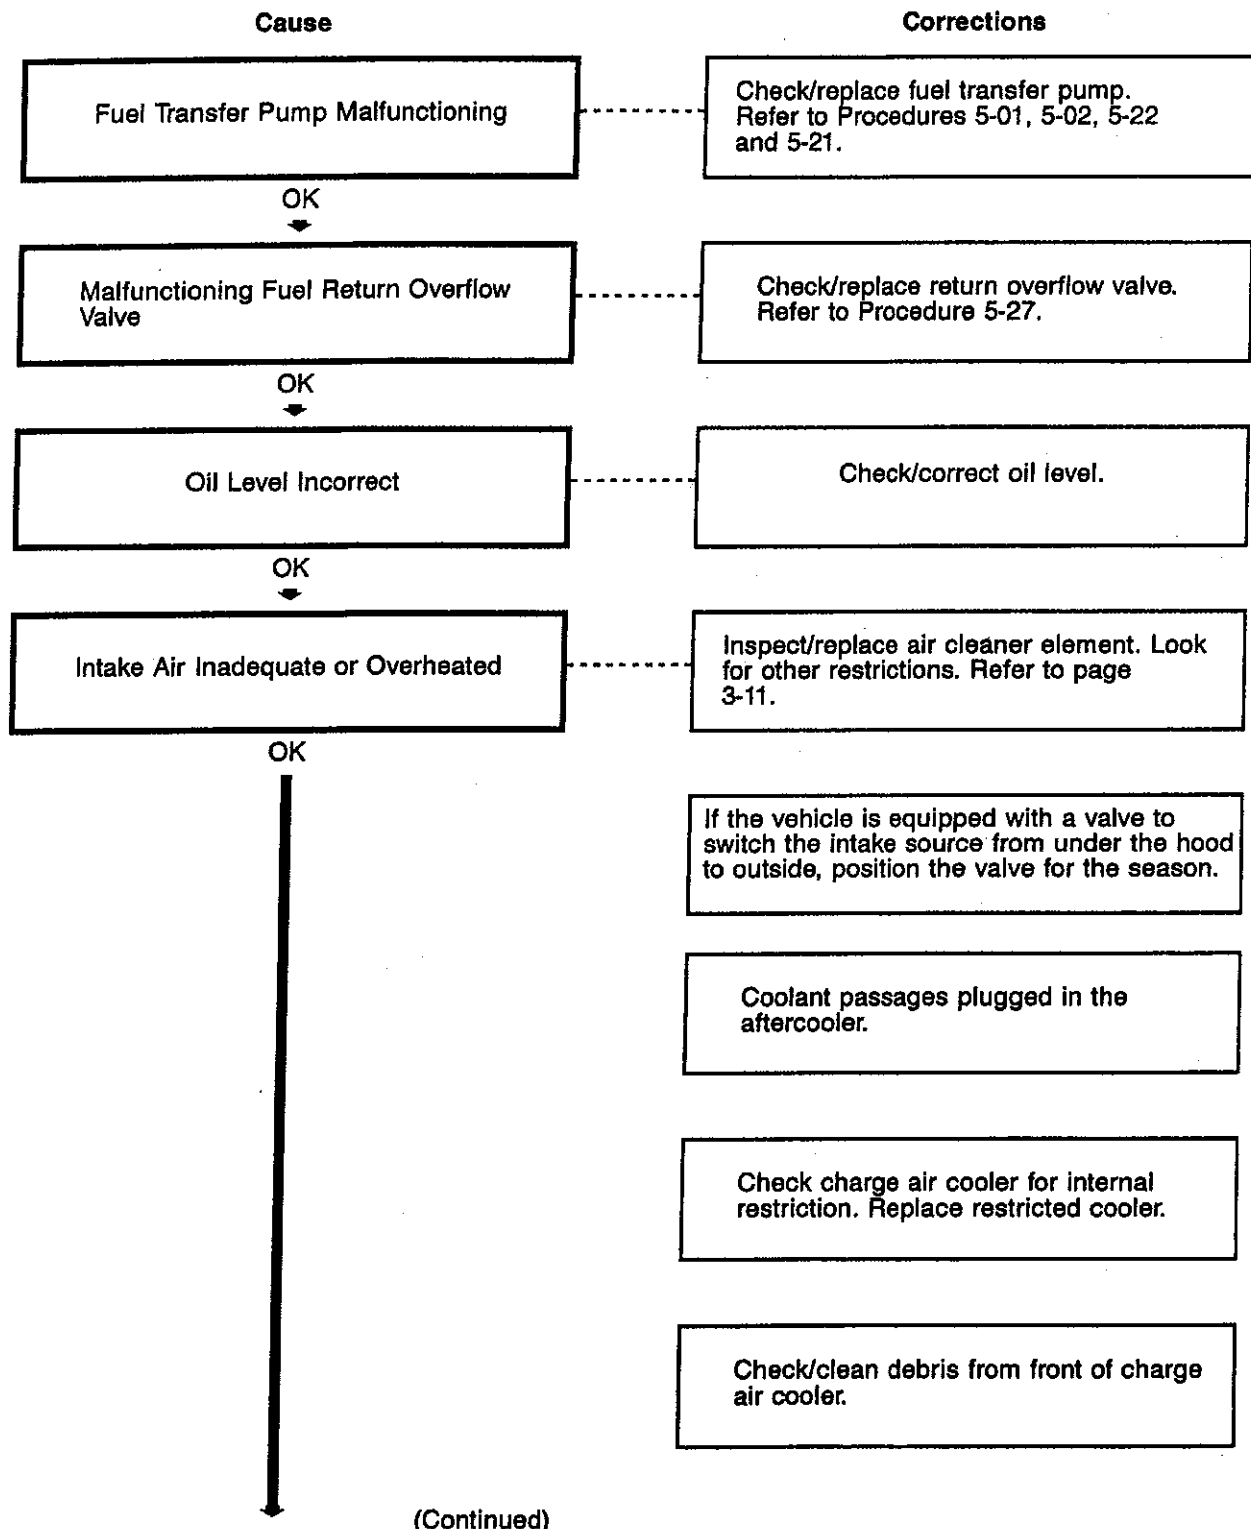 Cause
Corrections
Fuel Transfer Pump Malfunctioning
Check/replace fuel transfer pump.
Refer to Procedures 5-01, 5-02, 5-22
and 5-21.
OK
Malfunctioning Fuel Return Overflow
Valve
Check/replace return overflow valve.
Refer to Procedure 5-27.
OK
Oil Level Incorrect
Check/correct oil level.
OK
Intake Air Inadequate or Overheated
Inspect/replace air cleaner element. Look
for other restrictions. Refer to page
3-11.
OK
If the vehicle is equipped with a valve to
switch the intake source from under the hood
to outside, position the valve for the season.
Coolant passages plugged in the
aftercooler.
Check charge air cooler for internal
restriction. Replace restricted cooler.
Check/clean debris from front of charge
air cooler.
(Continued)